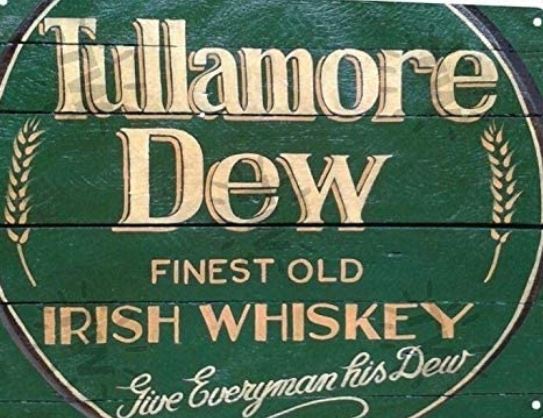 Tullamore
Dew
FINEST OLD
IRISH WHISKEY
Give Everyman his Dew